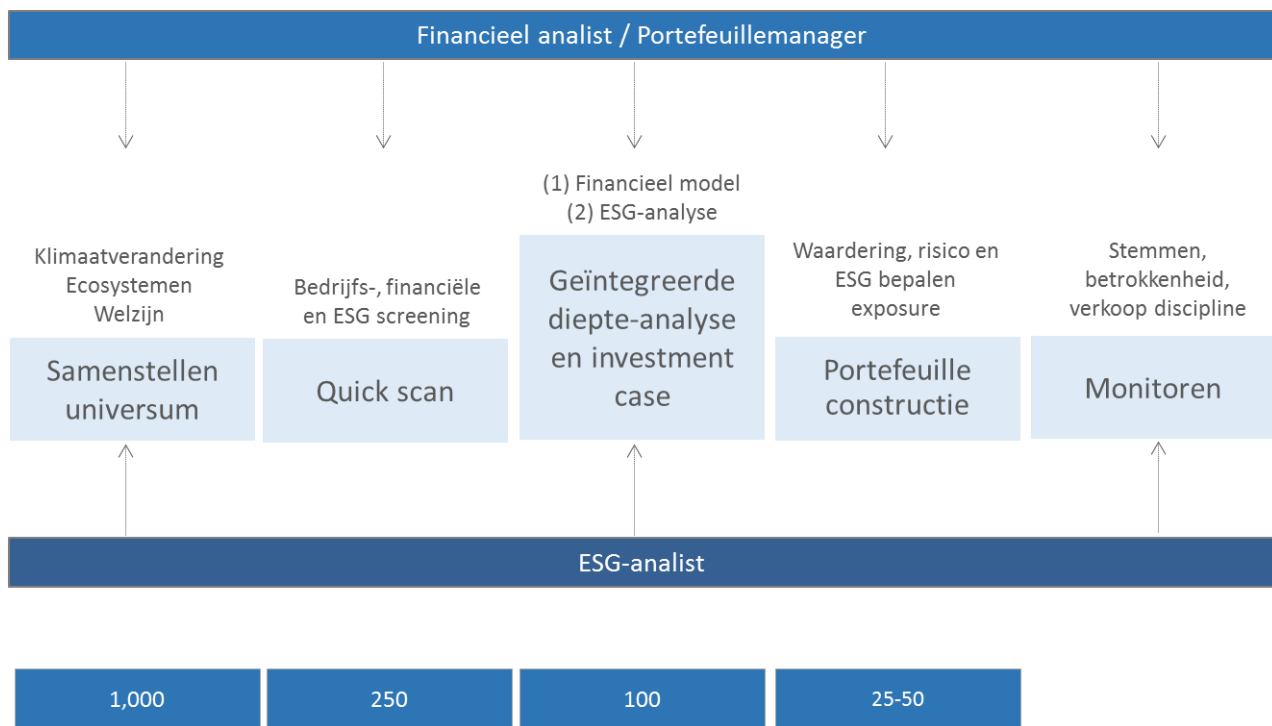 Financieel analist / Portefeuillemanager
(1) Financieel model
(2) ESG-analyse
Klimaatverandering
Ecosystemen
Welzijn
Bedrijfs-, financiële
en ESG screening
Waardering, risico en
ESG bepalen
exposure
Stemmen,
betrokkenheid,
verkoop discipline
Samenstellen
universum
Quick scan
Geïntegreerde
diepte-analyse
en investment
case
Portefeuille
constructie
Monitoren
ESG-analist
1,000
250
100
25-50